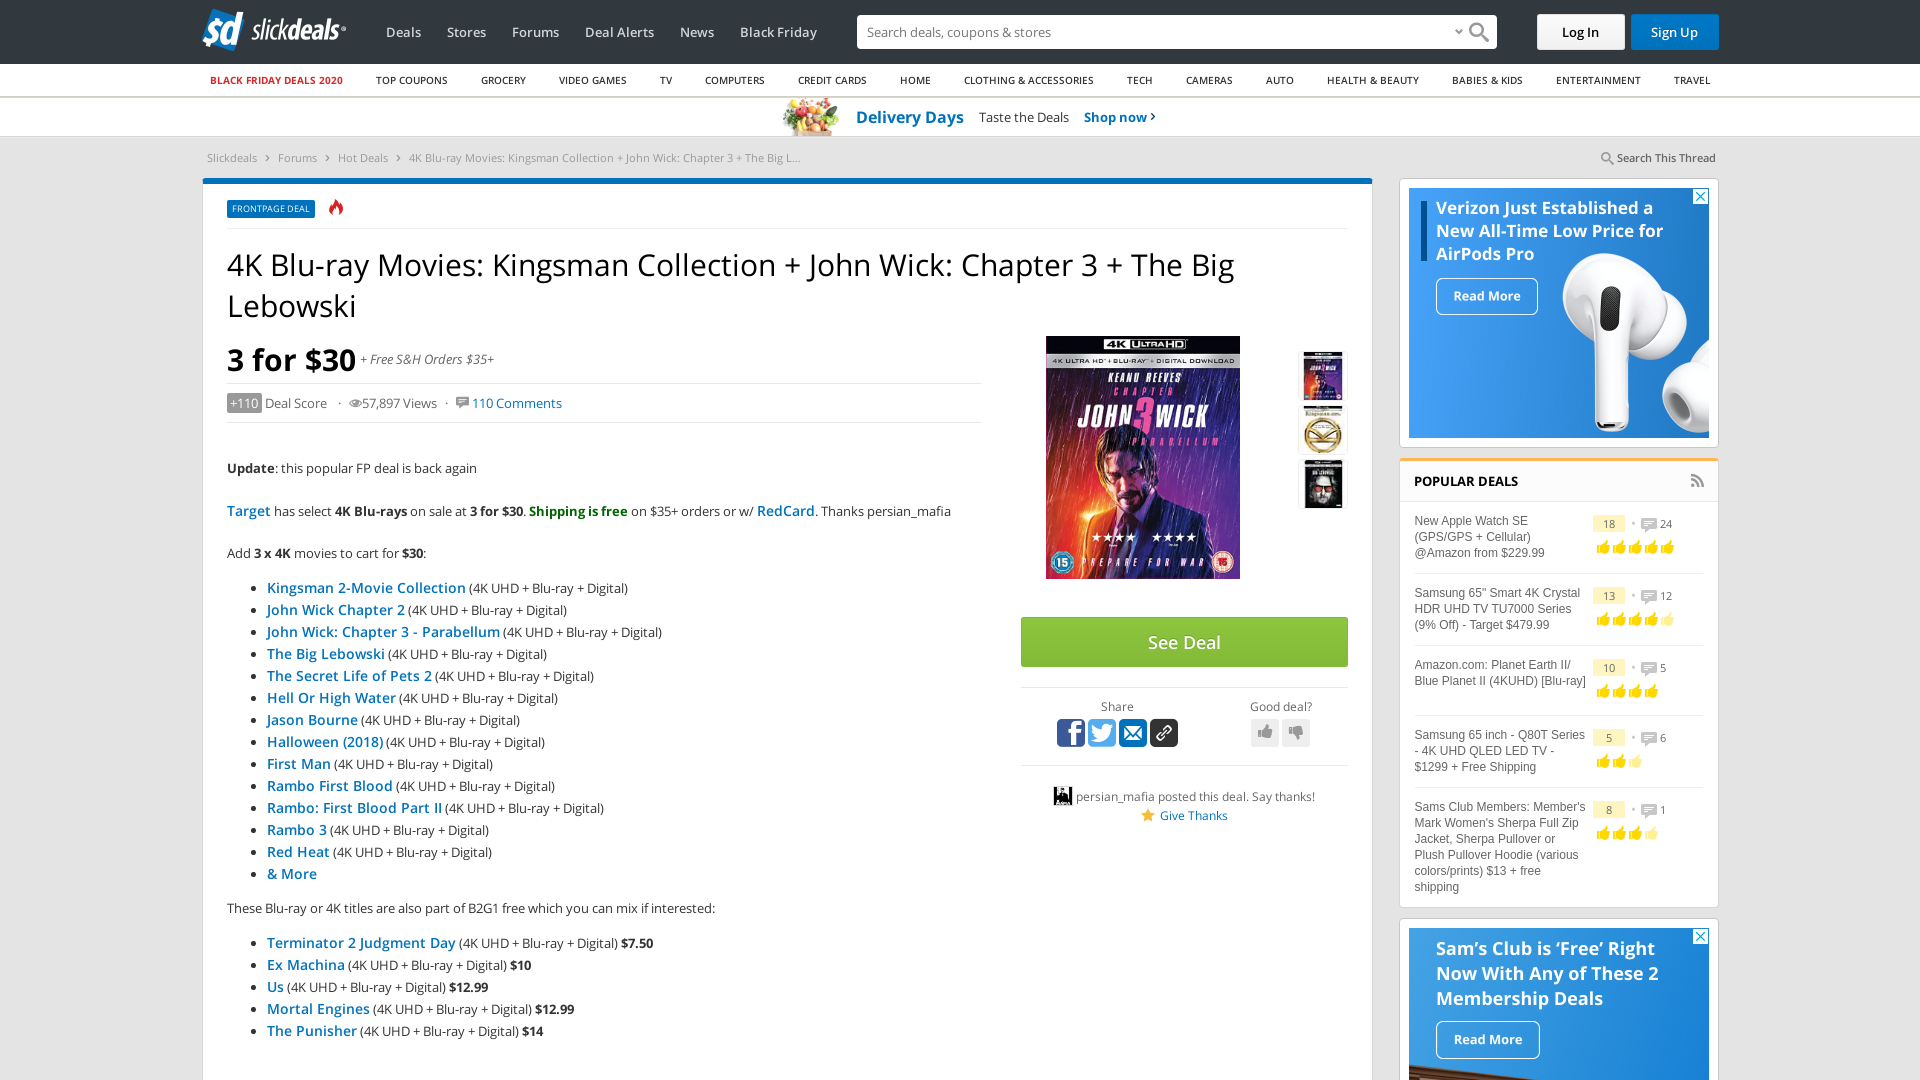 slickdeals
Deals
Stores
Forums
Deal Alerts
News
Black Friday
Search deals, coupons & stores
Log In
Sign Up
BLACK FRIDAY DEALS 2020
TOP COUPONS
GROCERY
VIDEO GAMES
TV
COMPUTERS
CREDIT CARDS
HOME
CLOTHING & ACCESSORIES
TECH
CAMERAS
AUTO
HEALTH & BEAUTY
BABIES & KIDS
ENTERTAINMENT
TRAVEL
Delivery Days Taste the Deals Shop now ›
Slickdeals › Forums › Hot Deals › 4K Blu-ray Movies: Kingsman Collection + John Wick: Chapter 3 + The Big L...
Search This Thread
FRONTPAGE DEAL
4K Blu-ray Movies: Kingsman Collection + John Wick: Chapter 3 + The Big
Lebowski
3 for $30 + Free S&H Orders $35+
+110 Deal Score · 57,897 Views · 110 Comments
Update: this popular FP deal is back again
Target has select 4K Blu-rays on sale at 3 for $30. Shipping is free on $35+ orders or w/ RedCard. Thanks persian_mafia
Add 3 x 4K movies to cart for $30:
Kingsman 2-Movie Collection (4K UHD + Blu-ray + Digital)
John Wick Chapter 2 (4K UHD + Blu-ray + Digital)
John Wick: Chapter 3 - Parabellum (4K UHD + Blu-ray + Digital)
The Big Lebowski (4K UHD + Blu-ray + Digital)
The Secret Life of Pets 2 (4K UHD + Blu-ray + Digital)
Hell Or High Water (4K UHD + Blu-ray + Digital)
Jason Bourne (4K UHD + Blu-ray + Digital)
Halloween (2018) (4K UHD + Blu-ray + Digital)
First Man (4K UHD + Blu-ray + Digital)
Rambo First Blood (4K UHD + Blu-ray + Digital)
Rambo: First Blood Part II (4K UHD + Blu-ray + Digital)
Rambo 3 (4K UHD + Blu-ray + Digital)
Red Heat (4K UHD + Blu-ray + Digital)
& More
These Blu-ray or 4K titles are also part of B2G1 free which you can mix if interested:
Terminator 2 Judgment Day (4K UHD + Blu-ray + Digital) $7.50
Ex Machina (4K UHD + Blu-ray + Digital) $10
Us (4K UHD + Blu-ray + Digital) $12.99
Mortal Engines (4K UHD + Blu-ray + Digital) $12.99
The Punisher (4K UHD + Blu-ray + Digital) $14
4K ULTRA HD
4K ULTRA HD + BLU-RAY + DIGITAL DOWNLOAD
KEANU REEVES
CHAPTER
JOHN 3 WICK
PARABELLUM
15
PREPARE FOR WAR
15
See Deal
Share
Good deal?
persian_mafia posted this deal. Say thanks!
Give Thanks
Verizon Just Established a
New All-Time Low Price for
AirPods Pro
Read More
POPULAR DEALS
New Apple Watch SE
(GPS/GPS + Cellular)
@Amazon from $229.99
18 • 24
Samsung 65" Smart 4K Crystal
HDR UHD TV TU7000 Series
(9% Off) - Target $479.99
13 • 12
Amazon.com: Planet Earth II/
Blue Planet II (4KUHD) [Blu-ray]
10 • 5
Samsung 65 inch - Q80T Series
- 4K UHD QLED LED TV -
$1299 + Free Shipping
5 • 6
Sams Club Members: Member's
Mark Women's Sherpa Full Zip
Jacket, Sherpa Pullover or
Plush Pullover Hoodie (various
colors/prints) $13 + free
shipping
8 • 1
Sam's Club is 'Free' Right
Now With Any of These 2
Membership Deals
Read More